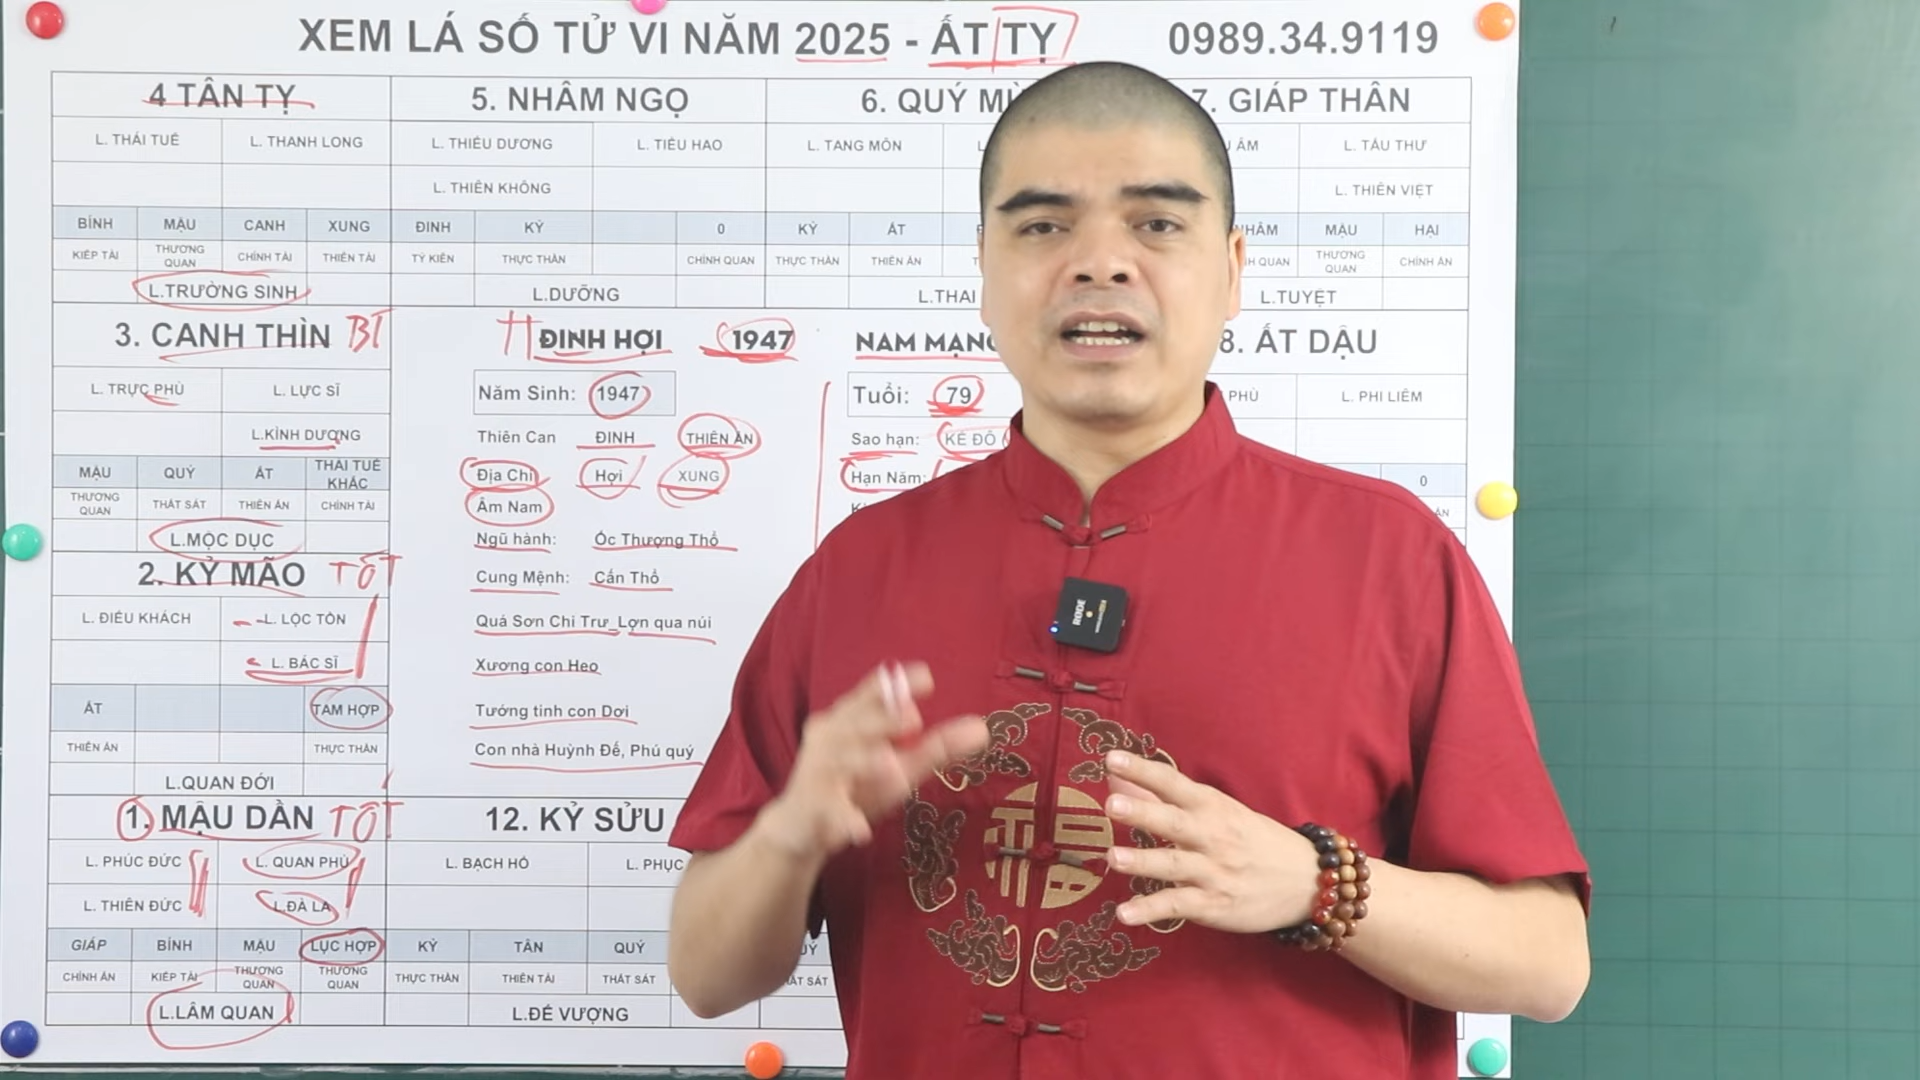 XEM LÁ SỐ TỬ VI NĂM 2025 - ẤT TỴ 0989.34.9119
4 TÂN TỴ 5. NHÂM NGỌ 6. QUÝ 7. GIÁP THÂN
L. THÁI TUẾ L. THANH LONG L. THIẾU DƯƠNG L. TIỂU HAO L. TANG MÔN L. TẤU THƯ
L. THIÊN KHÔNG L. THIÊN VIỆT
BÍNH MẬU CANH XUNG ĐINH KỶ 0 KỶ ẤT NHÂM MẬU HẠI
KIẾP TÀI THƯƠNG QUAN CHÍNH TÀI THIÊN TÀI TỶ KIÊN THỰC THẦN CHÍNH QUAN THỰC THẦN THIÊN ẤN QUAN THƯƠNG QUAN CHÍNH ẤN
L.TRƯỜNG SINH L.DƯỠNG L.THAI L.TUYỆT
3. CANH THÌN BT ĐINH HỢI 1947 NAM MẠNG 8. ẤT DẬU
L. TRỰC PHÙ L. LỰC SĨ Năm Sinh: 1947 Tuổi: 79 PHÙ L. PHI LIÊM
L.KÌNH DƯƠNG Thiên Can ĐINH THIÊN ẤN Sao hạn: KẾ ĐÔ
MẬU QUÝ ẤT THÁI TUẾ KHẮC Địa Chi Hợi XUNG Hạn Năm: 0
THƯƠNG QUAN THẤT SÁT THIÊN ẤN CHÍNH TÀI Âm Nam
L.MỘC DỤC Ngũ hành: Ốc Thượng Thổ
2. KỶ MÃO TỐT Cung Mệnh: Cấn Thổ
L. ĐIẾU KHÁCH L. LỘC TỒN Quá Sơn Chi Trư_Lợn qua núi
L. BÁC SĨ Xương con Heo
ẤT TAM HỢP Tướng tinh con Dơi
THIÊN ẤN THỰC THẦN Con nhà Huỳnh Đế, Phú quý
L.QUAN ĐỚI
1. MẬU DẦN TỐT 12. KỶ SỬU
L. PHÚC ĐỨC L. QUAN PHỦ L. BẠCH HỔ L. PHỤC
L. THIÊN ĐỨC L.ĐÀ LA
GIÁP BÍNH MẬU LỤC HỢP KỶ TÂN QUÝ
CHÍNH ẤN KIẾP TÀI THƯƠNG QUAN THƯƠNG QUAN THỰC THẦN THIÊN TÀI THẤT SÁT SÁT
L.LÂM QUAN L.ĐẾ VƯỢNG
RØDE
福